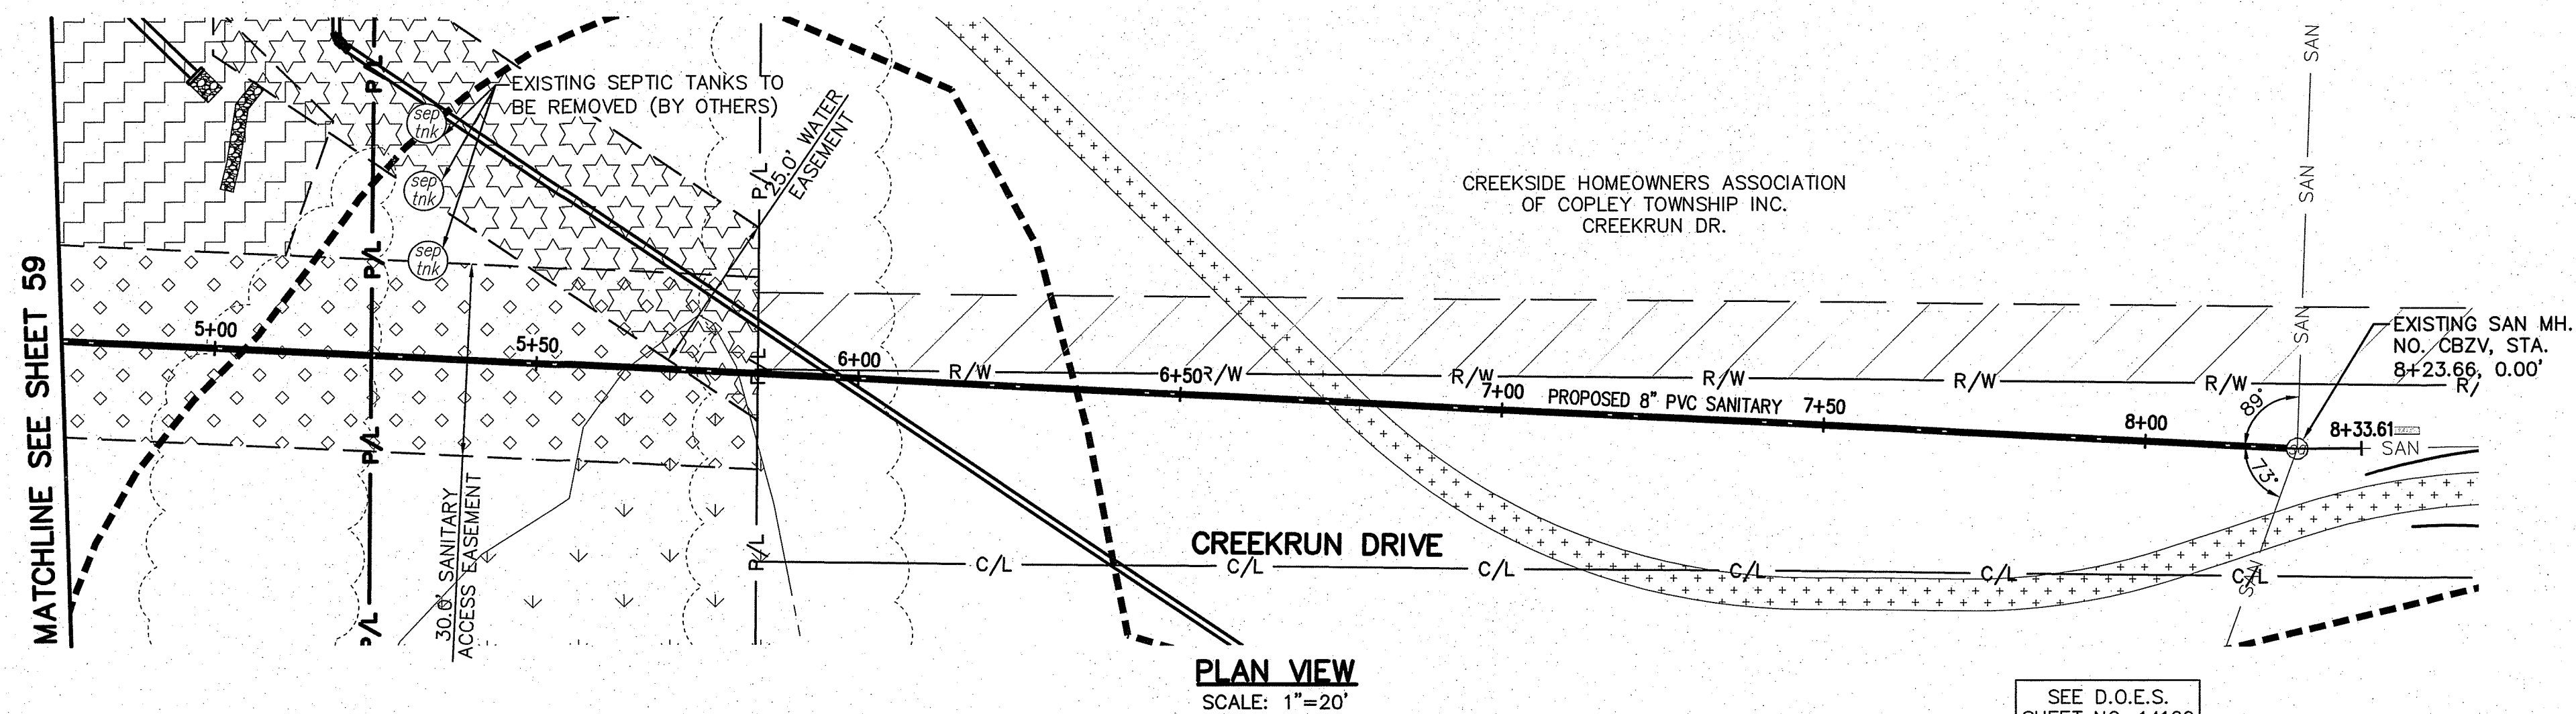 MATCHLINE SEE SHEET 59
EXISTING SEPTIC TANKS TO
BE REMOVED (BY OTHERS)
sep
tnk
sep
tnk
sep
tnk
P/L
P/L
P/L
P/L
P/L
P/L
P/L
25.0' WATER
EASEMENT
30.0' SANITARY
ACCESS EASEMENT
CREEKSIDE HOMEOWNERS ASSOCIATION
OF COPLEY TOWNSHIP INC.
CREEKRUN DR.
SAN
SAN
SAN
EXISTING SAN MH.
NO. CBZV, STA.
8+23.66, 0.00'
5+00
5+50
6+00
R/W
6+50
R/W
R/W
R/W
R/W
R/W
R/
7+00
PROPOSED 8" PVC SANITARY
7+50
8+00
89°
73°
8+33.61
SAN
CREEKRUN DRIVE
C/L
C/L
C/L
C/L
C/L
C/L
PLAN VIEW
SCALE: 1"=20'
SEE D.O.E.S.